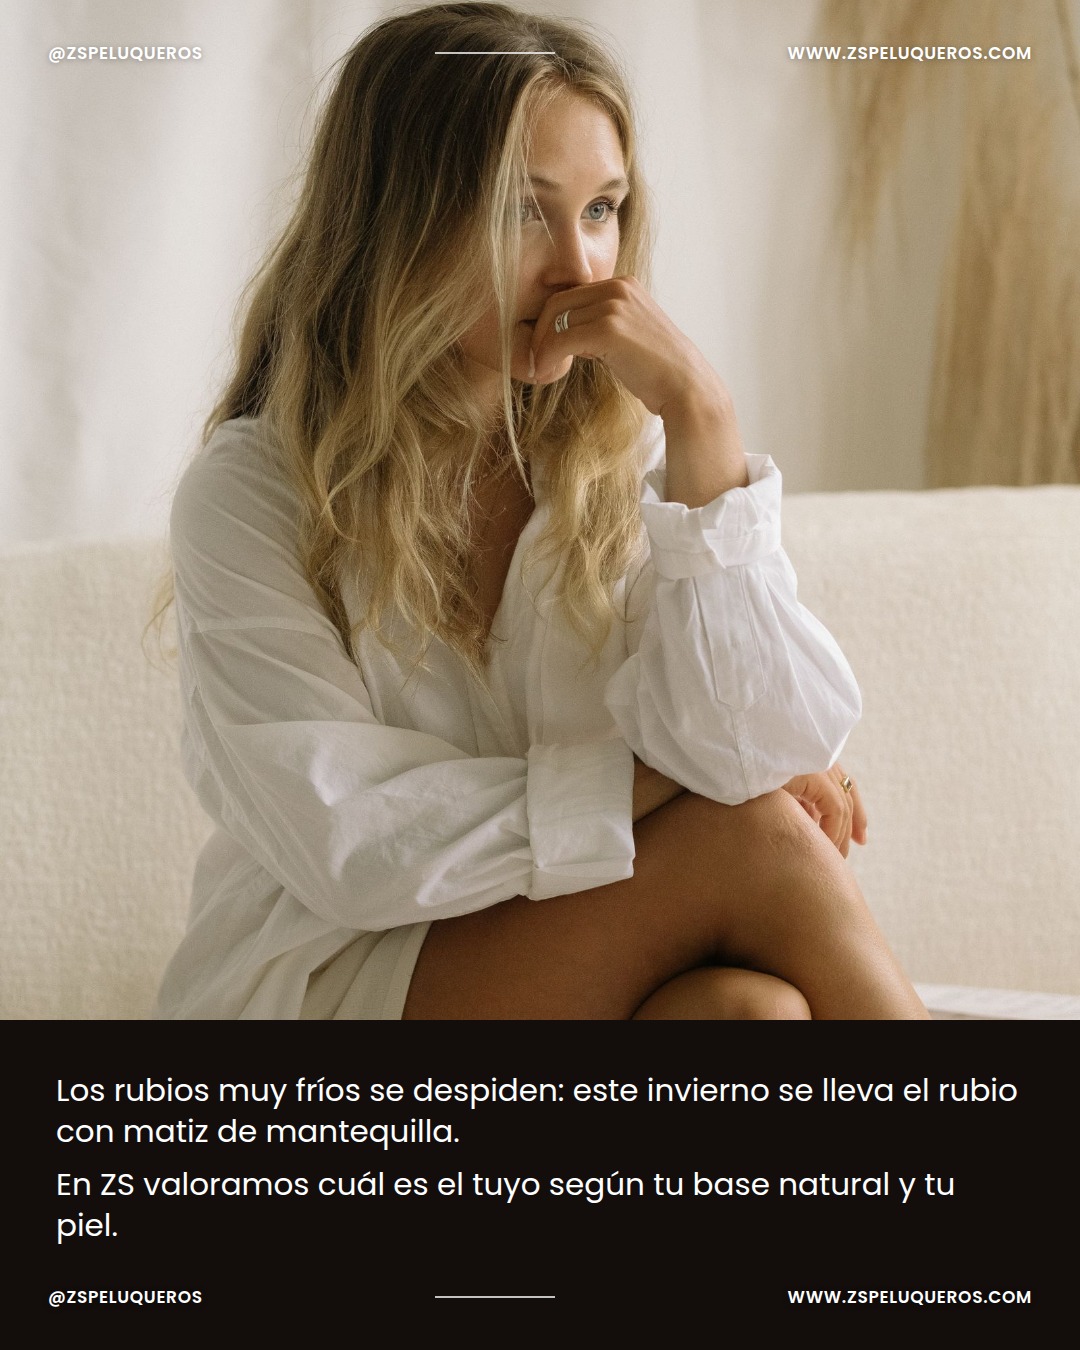 @ZSPELUQUEROS
WWW.ZSPELUQUEROS.COM
Los rubios muy fríos se despiden: este invierno se lleva el rubio
con matiz de mantequilla.
En ZS valoramos cuál es el tuyo según tu base natural y tu
piel.
@ZSPELUQUEROS
WWW.ZSPELUQUEROS.COM